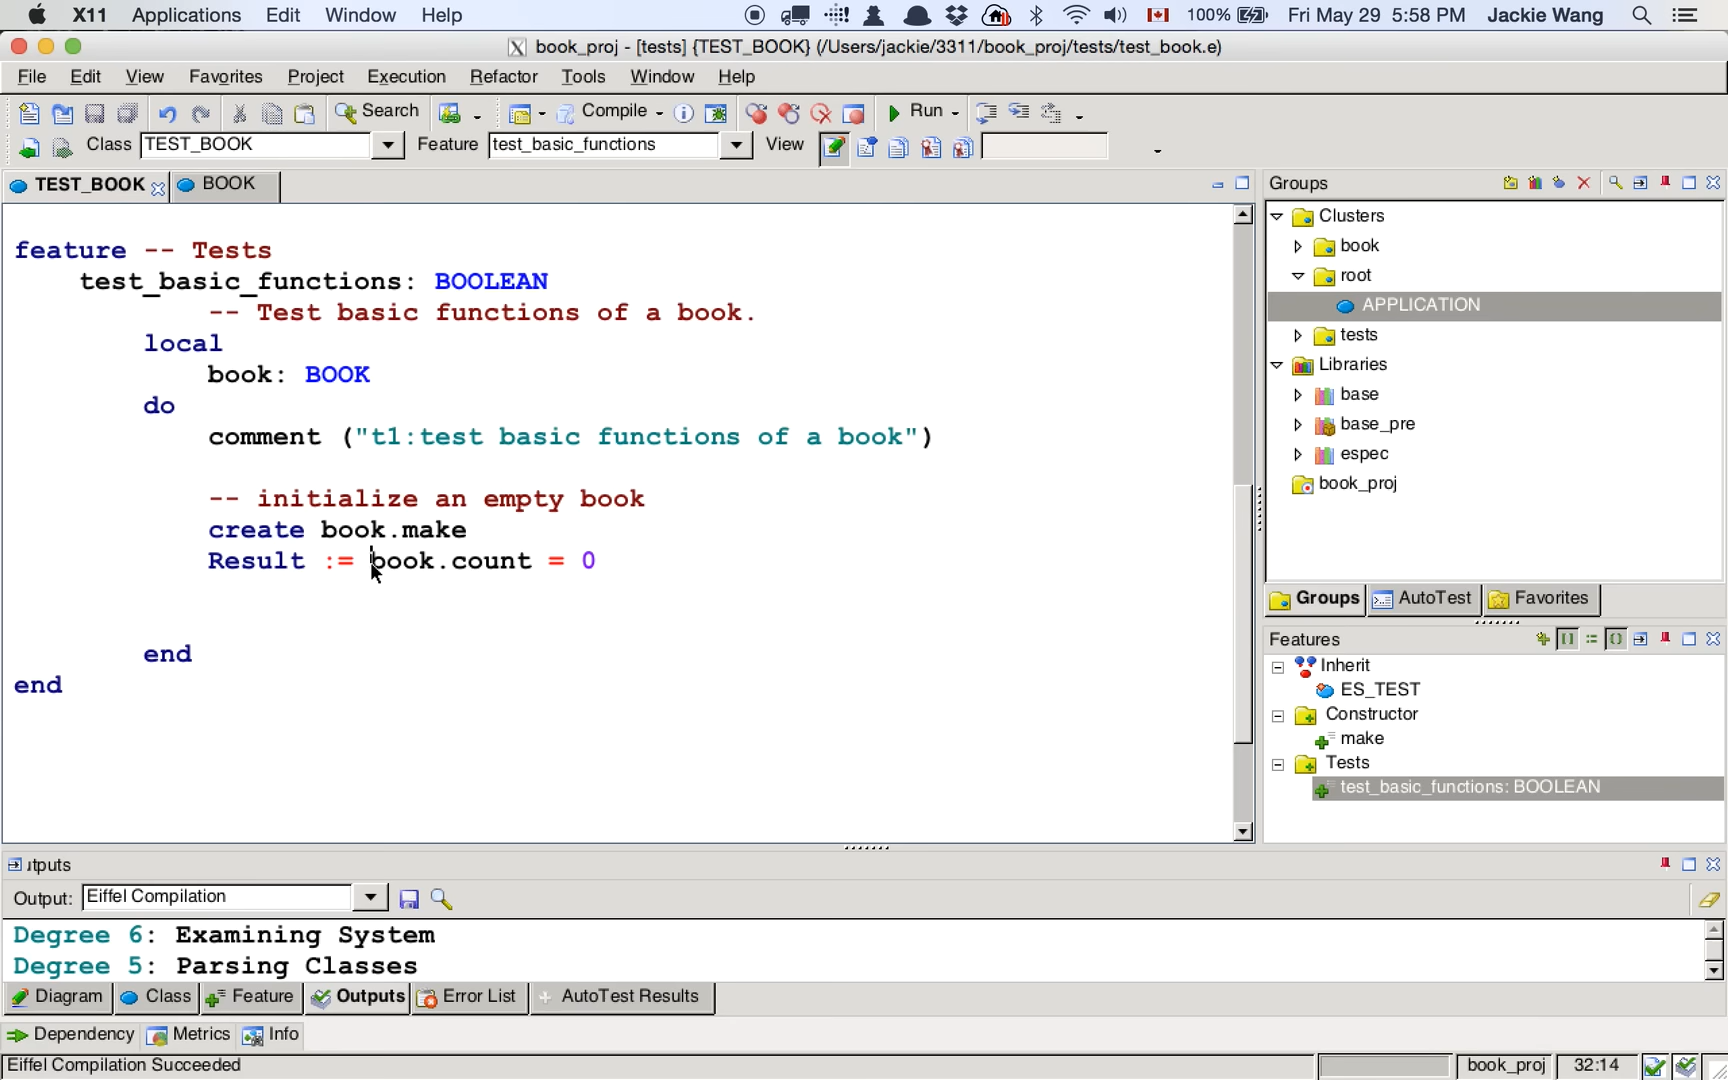 X11 Applications Edit Window Help 100% Fri May 29 5:58 PM Jackie Wang
book_proj - [tests] {TEST_BOOK} (/Users/jackie/3311/book_proj/tests/test_book.e)
File Edit View Favorites Project Execution Refactor Tools Window Help
Search Compile Run
Class TEST_BOOK Feature test_basic_functions View
TEST_BOOK BOOK
feature -- Tests
test_basic_functions: BOOLEAN
-- Test basic functions of a book.
local
book: BOOK
do
comment ("t1:test basic functions of a book")
-- initialize an empty book
create book.make
Result := book.count = 0
end
end
Groups
Clusters
book
root
APPLICATION
tests
Libraries
base
base_pre
espec
book_proj
Groups AutoTest Favorites
Features
Inherit
ES_TEST
Constructor
make
Tests
test_basic_functions: BOOLEAN
Output: Eiffel Compilation
Degree 6: Examining System
Degree 5: Parsing Classes
Diagram Class Feature Outputs Error List AutoTest Results
Dependency Metrics Info
Eiffel Compilation Succeeded book_proj 32:14